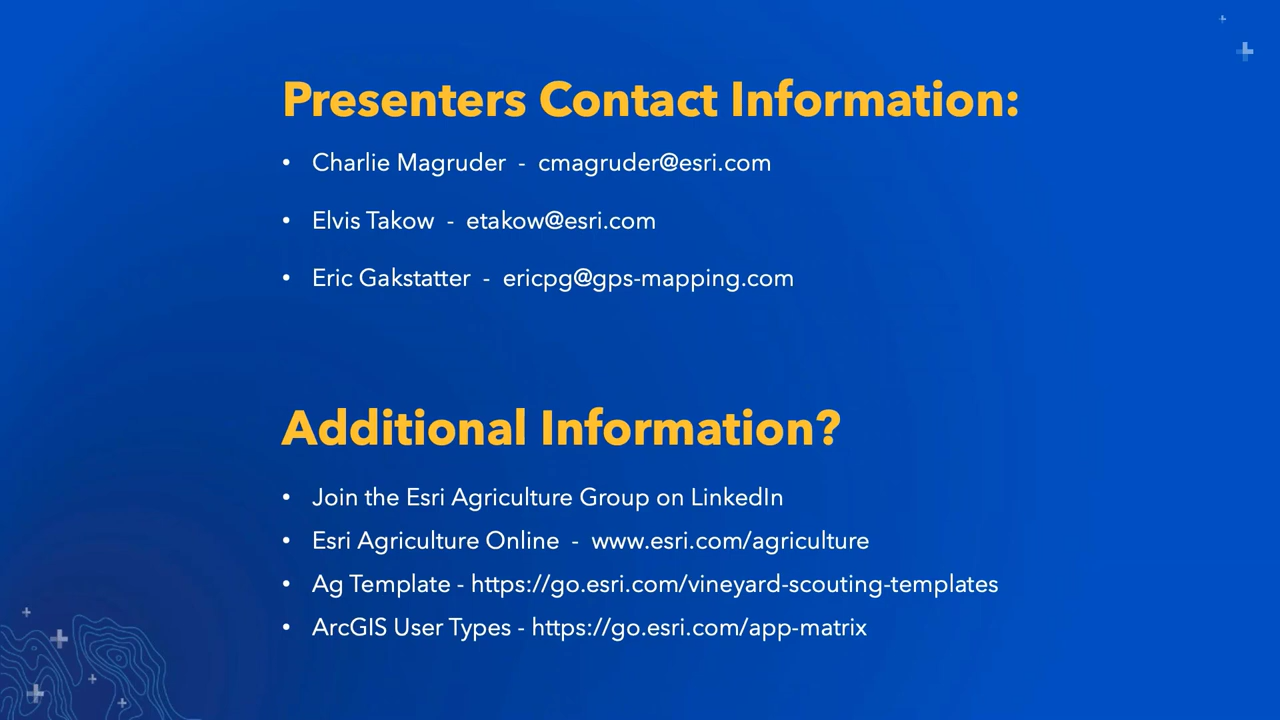 Presenters Contact Information:
• Charlie Magruder - cmagruder@esri.com
• Elvis Takow - etakow@esri.com
• Eric Gakstatter - ericpg@gps-mapping.com
Additional Information?
• Join the Esri Agriculture Group on LinkedIn
• Esri Agriculture Online - www.esri.com/agriculture
• Ag Template - https://go.esri.com/vineyard-scouting-templates
• ArcGIS User Types - https://go.esri.com/app-matrix